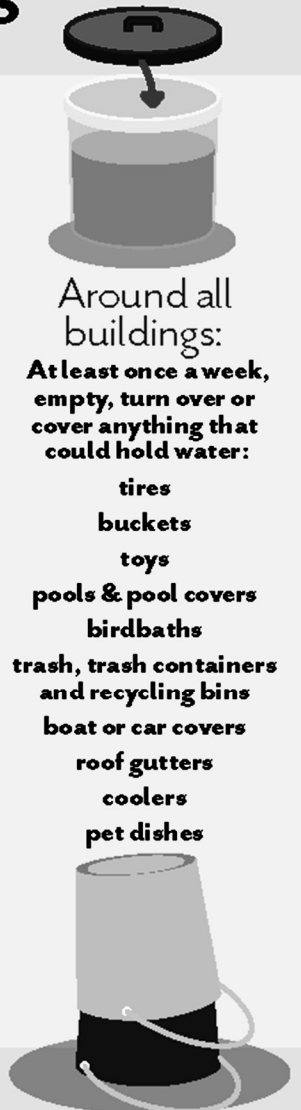 s
Around all
buildings:
At least once a week,
empty, turn over or
cover anything that
could hold water:
tires
buckets
toys
pools & pool covers
birdbaths
trash, trash containers
and recycling bins
boat or car covers
roof gutters
coolers
pet dishes